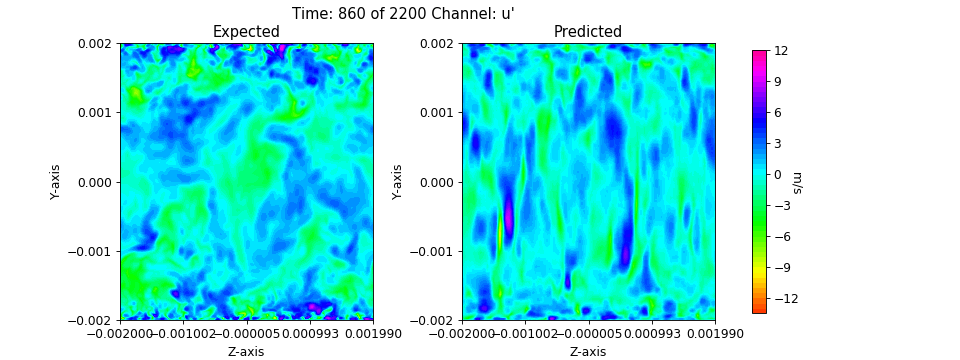 Time: 860 of 2200 Channel: u'
Expected
Predicted
0.002
0.001
0.000
−0.001
−0.002
Y-axis
−0.002000 −0.001002 −0.000005 0.000993 0.001990
Z-axis
0.002
0.001
0.000
−0.001
−0.002
Y-axis
−0.002000 −0.001002 −0.000005 0.000993 0.001990
Z-axis
12
9
6
3
0
−3
−6
−9
−12
m/s